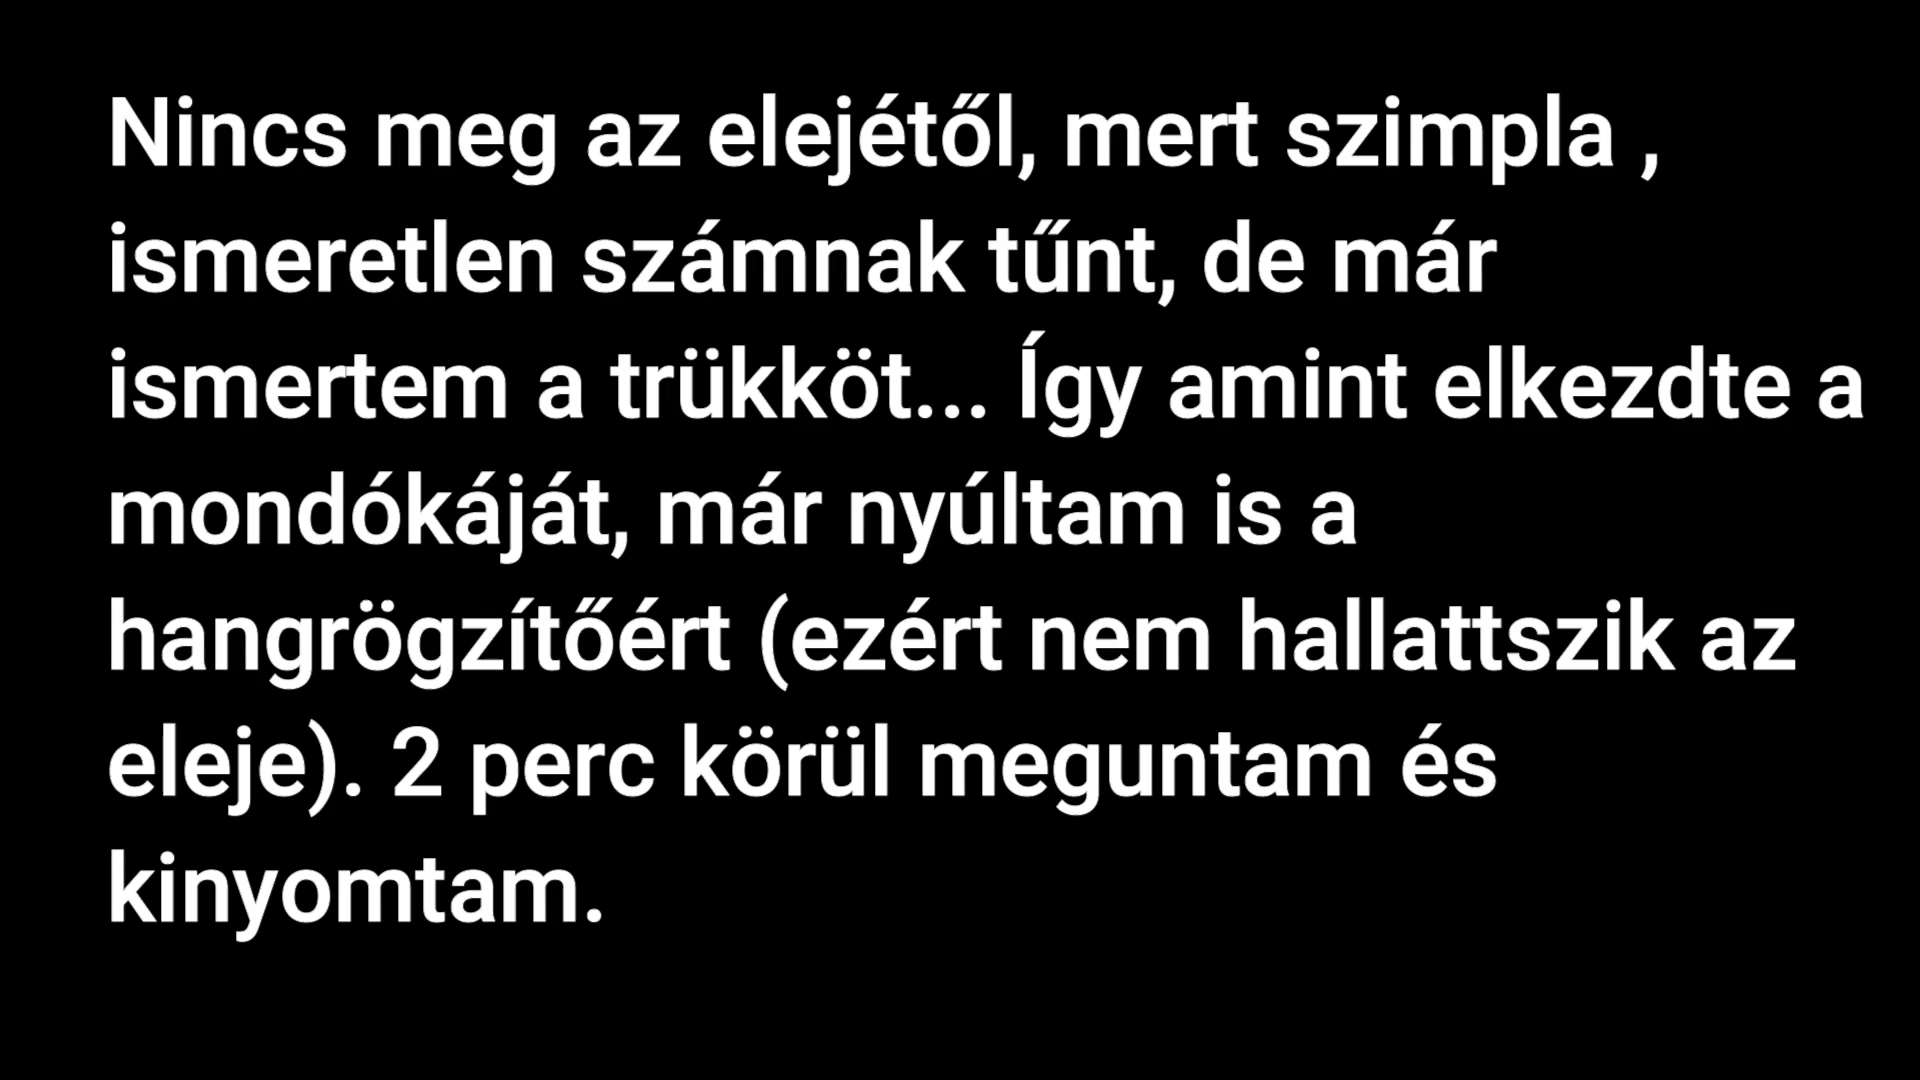 Nincs meg az elejétől, mert szimpla ,
ismeretlen számnak tűnt, de már
ismertem a trükköt... Így amint elkezdte a
mondókáját, már nyúltam is a
hangrögzítőért (ezért nem hallattszik az
eleje). 2 perc körül meguntam és
kinyomtam.